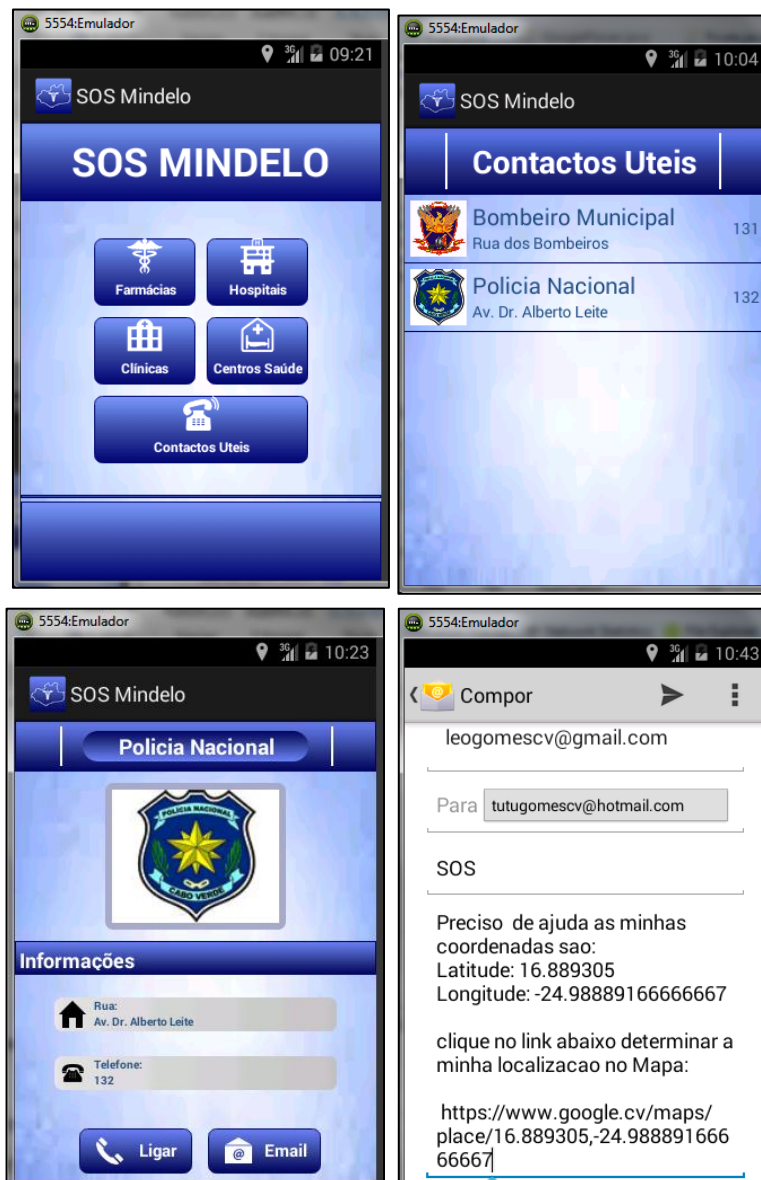 5554:Emulador
09:21
SOS Mindelo
SOS MINDELO
Farmácias
Hospitais
Clínicas
Centros Saúde
Contactos Uteis
5554:Emulador
10:04
SOS Mindelo
Contactos Uteis
Bombeiro Municipal
Rua dos Bombeiros
131
Policia Nacional
Av. Dr. Alberto Leite
132
5554:Emulador
3G 10:23
SOS Mindelo
Policia Nacional
POLICIA NACIONAL
CABO VERDE
Informações
Rua:
Av. Dr. Alberto Leite
Telefone:
132
Ligar
Email
5554:Emulador
3G 10:43
Compor
leogomescv@gmail.com
Para tutugomescv@hotmail.com
SOS
Preciso de ajuda as minhas
coordenadas sao:
Latitude: 16.889305
Longitude: -24.98889166666667
clique no link abaixo determinar a
minha localizacao no Mapa:
https://www.google.cv/maps/
place/16.889305,-24.988891666
66667